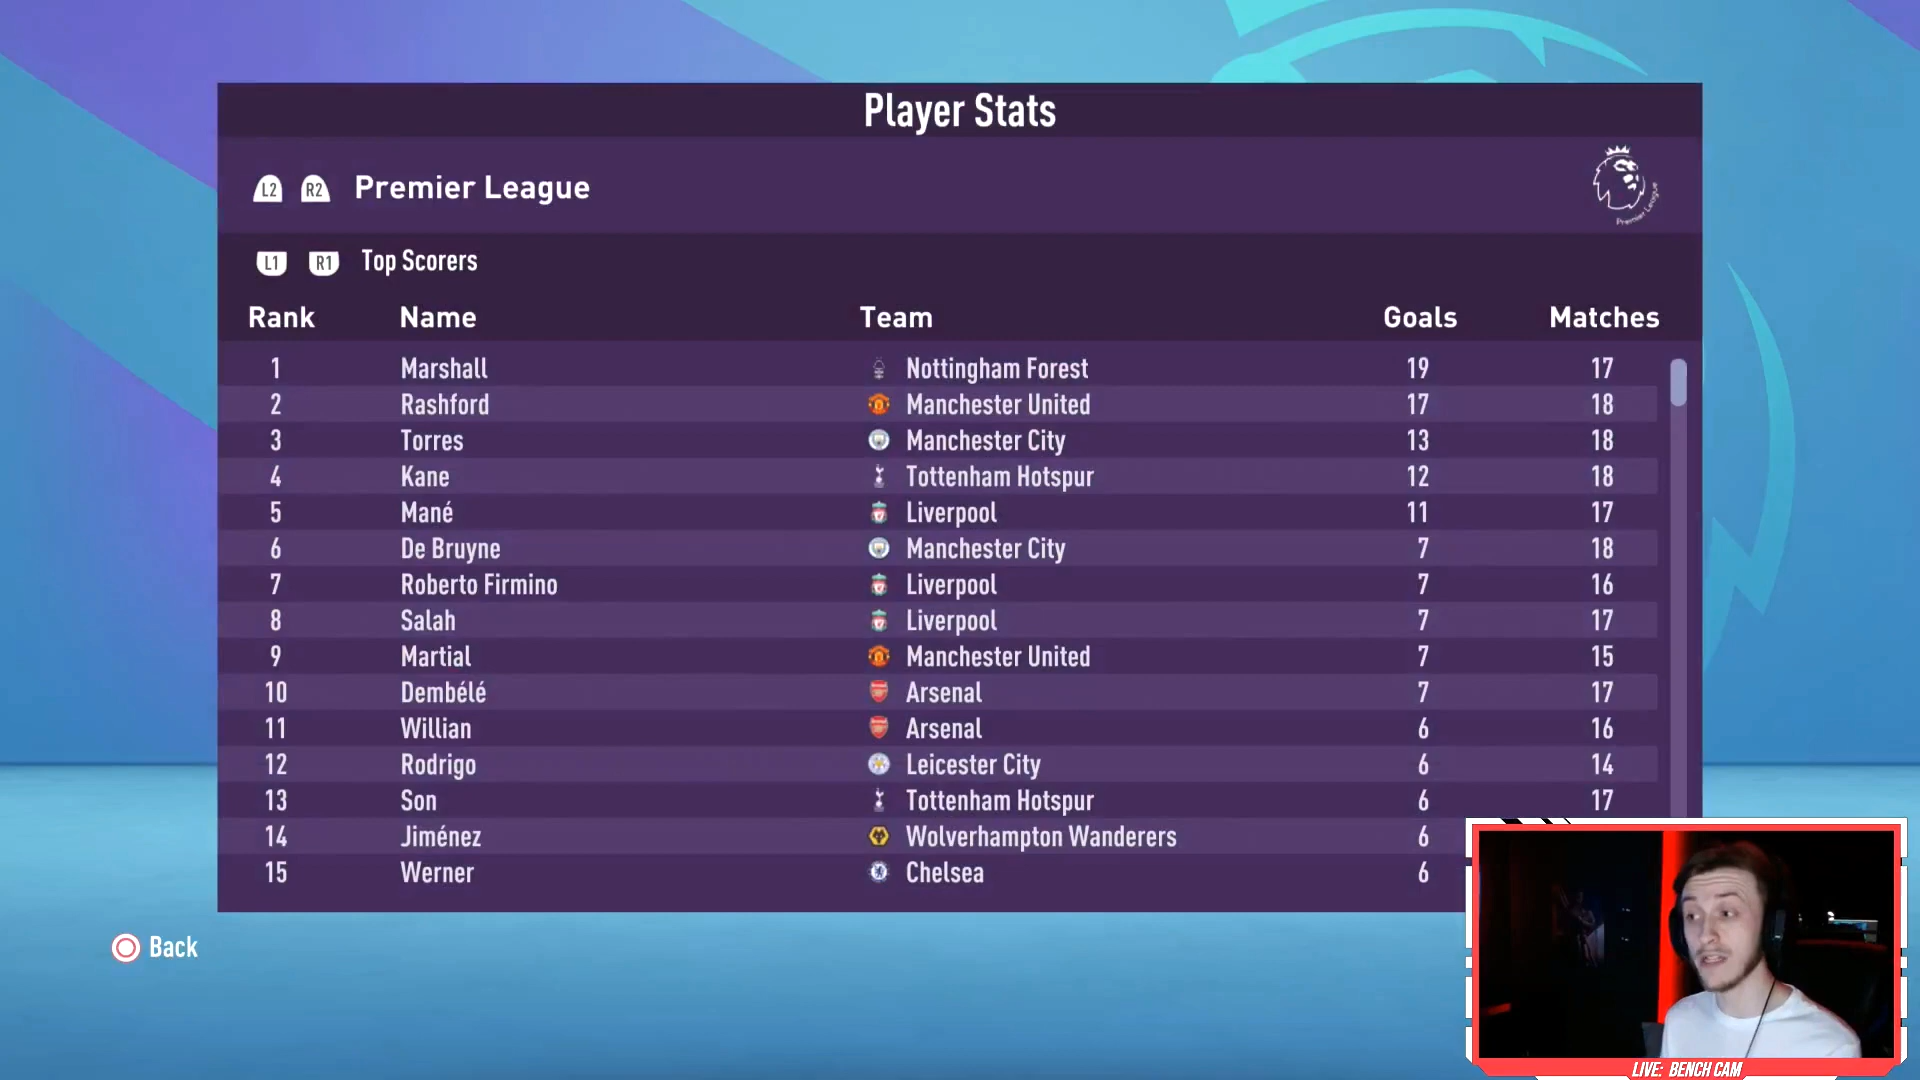 Player Stats
L2 R2 Premier League
Premier League
L1 R1 Top Scorers
Rank Name Team Goals Matches
1 Marshall Nottingham Forest 19 17
2 Rashford Manchester United 17 18
3 Torres Manchester City 13 18
4 Kane Tottenham Hotspur 12 18
5 Mané Liverpool 11 17
6 De Bruyne Manchester City 7 18
7 Roberto Firmino Liverpool 7 16
8 Salah Liverpool 7 17
9 Martial Manchester United 7 15
10 Dembélé Arsenal 7 17
11 Willian Arsenal 6 16
12 Rodrigo Leicester City 6 14
13 Son Tottenham Hotspur 6 17
14 Jiménez Wolverhampton Wanderers 6
15 Werner Chelsea 6
Back
LIVE: BENCH CAM